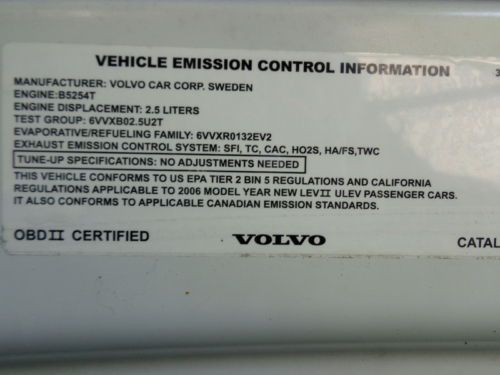 VEHICLE EMISSION CONTROL INFORMATION
MANUFACTURER: VOLVO CAR CORP. SWEDEN
ENGINE: B5254T
ENGINE DISPLACEMENT: 2.5 LITERS
TEST GROUP: 6VVXB02.5U2T
EVAPORATIVE/REFUELING FAMILY: 6VVXR0132EV2
EXHAUST EMISSION CONTROL SYSTEM: SFI, TC, CAC, HO2S, HA/FS,TWC
TUNE-UP SPECIFICATIONS: NO ADJUSTMENTS NEEDED
THIS VEHICLE CONFORMS TO US EPA TIER 2 BIN 5 REGULATIONS AND CALIFORNIA
REGULATIONS APPLICABLE TO 2006 MODEL YEAR NEW LEVII ULEV PASSENGER CARS.
IT ALSO CONFORMS TO APPLICABLE CANADIAN EMISSION STANDARDS.
OBDII CERTIFIED VOLVO CATAL